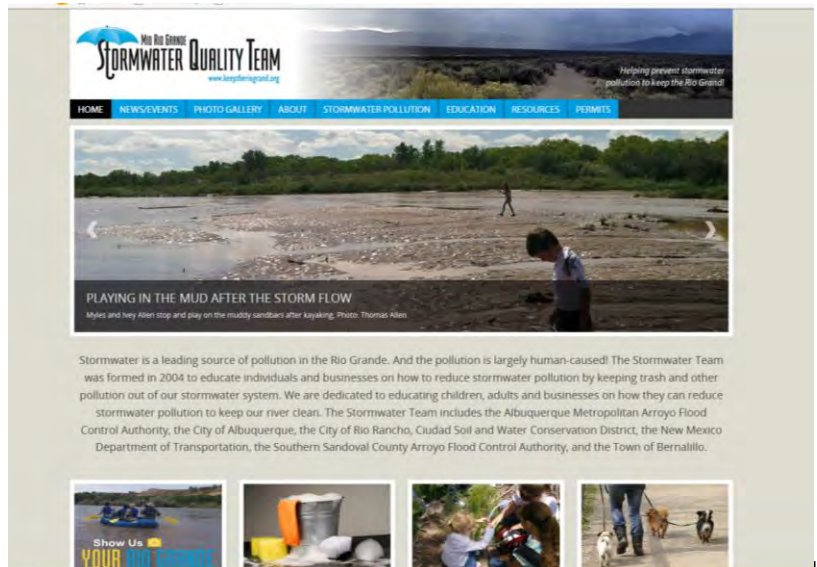 MID RIO GRANDE
STORMWATER QUALITY TEAM
www.keeptheriogrand.org
Helping prevent stormwater
pollution to keep the Rio Grand!
HOME NEWS/EVENTS PHOTO GALLERY ABOUT STORMWATER POLLUTION EDUCATION RESOURCES PERMITS
PLAYING IN THE MUD AFTER THE STORM FLOW
Myles and Ivey Allen stop and play on the muddy sandbars after kayaking. Photo: Thomas Allen
Stormwater is a leading source of pollution in the Rio Grande. And the pollution is largely human-caused! The Stormwater Team
was formed in 2004 to educate individuals and businesses on how to reduce stormwater pollution by keeping trash and other
pollution out of our stormwater system. We are dedicated to educating children, adults and businesses on how they can reduce
stormwater pollution to keep our river clean. The Stormwater Team includes the Albuquerque Metropolitan Arroyo Flood
Control Authority, the City of Albuquerque, the City of Rio Rancho, Ciudad Soil and Water Conservation District, the New Mexico
Department of Transportation, the Southern Sandoval County Arroyo Flood Control Authority, and the Town of Bernalillo.
Show Us
YOUR RIO GRANDE